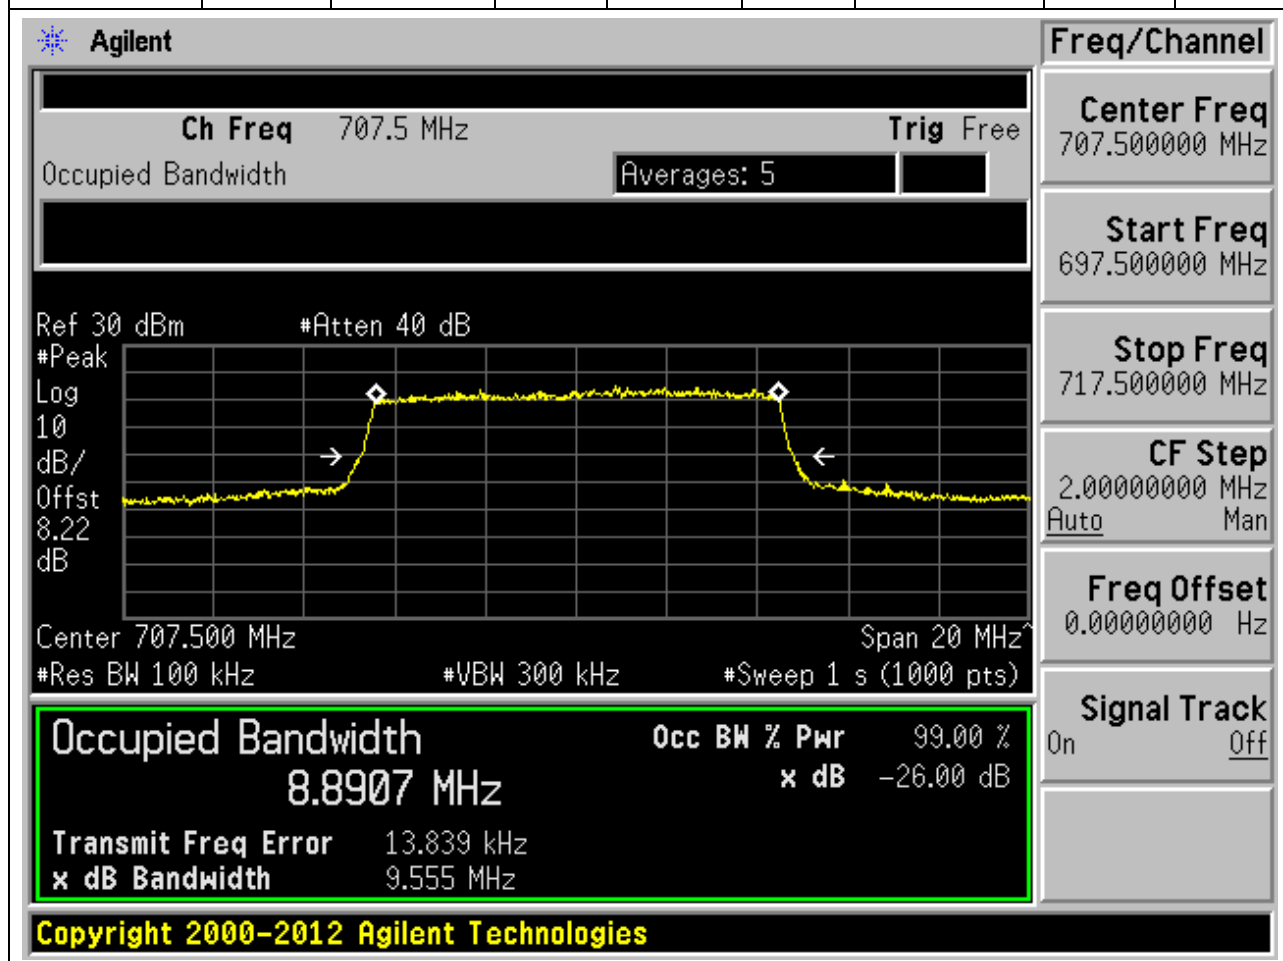 Agilent
Freq/Channel
Ch Freq 707.5 MHz Trig Free
Occupied Bandwidth Averages: 5
Center Freq
707.500000 MHz
Start Freq
697.500000 MHz
Stop Freq
717.500000 MHz
CF Step
2.00000000 MHz
Auto Man
Freq Offset
0.00000000 Hz
Signal Track
On Off
Ref 30 dBm #Atten 40 dB
#Peak
Log
10
dB/
Offst
8.22
dB
Center 707.500 MHz Span 20 MHz^
#Res BW 100 kHz #VBW 300 kHz #Sweep 1 s (1000 pts)
Occupied Bandwidth Occ BW % Pwr 99.00 %
8.8907 MHz x dB -26.00 dB
Transmit Freq Error 13.839 kHz
x dB Bandwidth 9.555 MHz
Copyright 2000-2012 Agilent Technologies